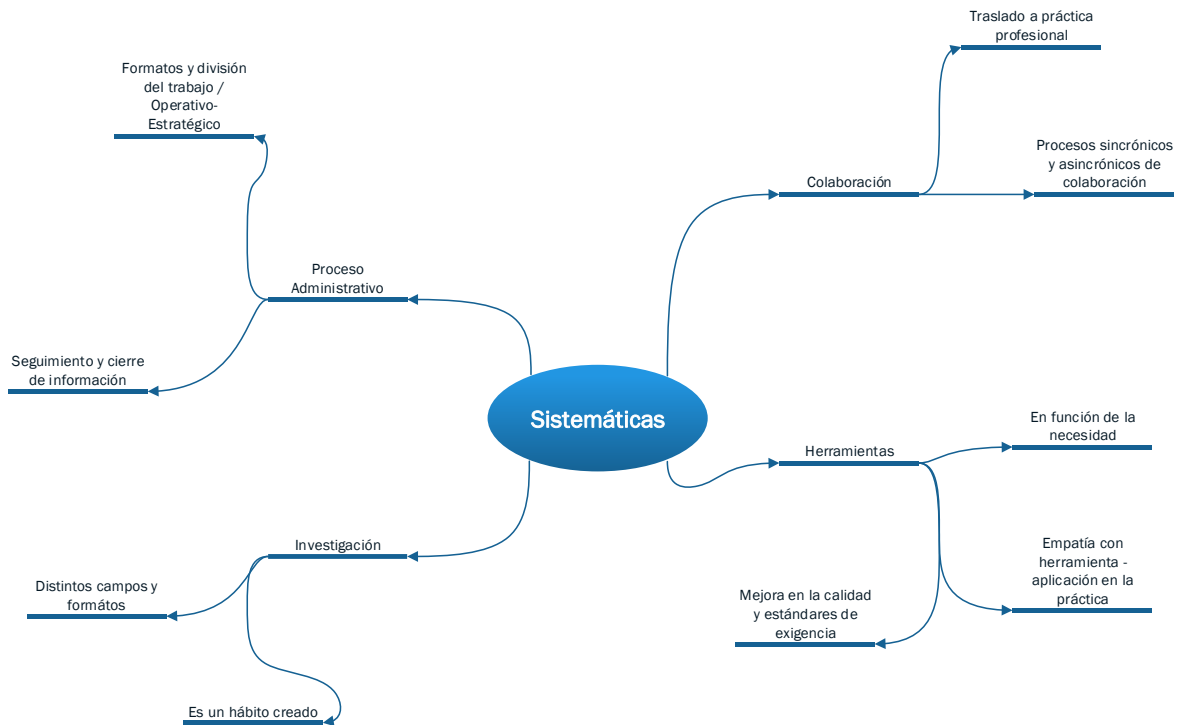 Traslado a práctica
profesional
Formatos y división
del trabajo /
Operativo-
Estratégico
Procesos sincrónicos
y asincrónicos de
colaboración
Colaboración
Proceso
Administrativo
Seguimiento y cierre
de información
Sistemáticas
En función de la
necesidad
Herramientas
Investigación
Empatía con
herramienta -
aplicación en la
práctica
Distintos campos y
formátos
Mejora en la calidad
y estándares de
exigencia
Es un hábito creado